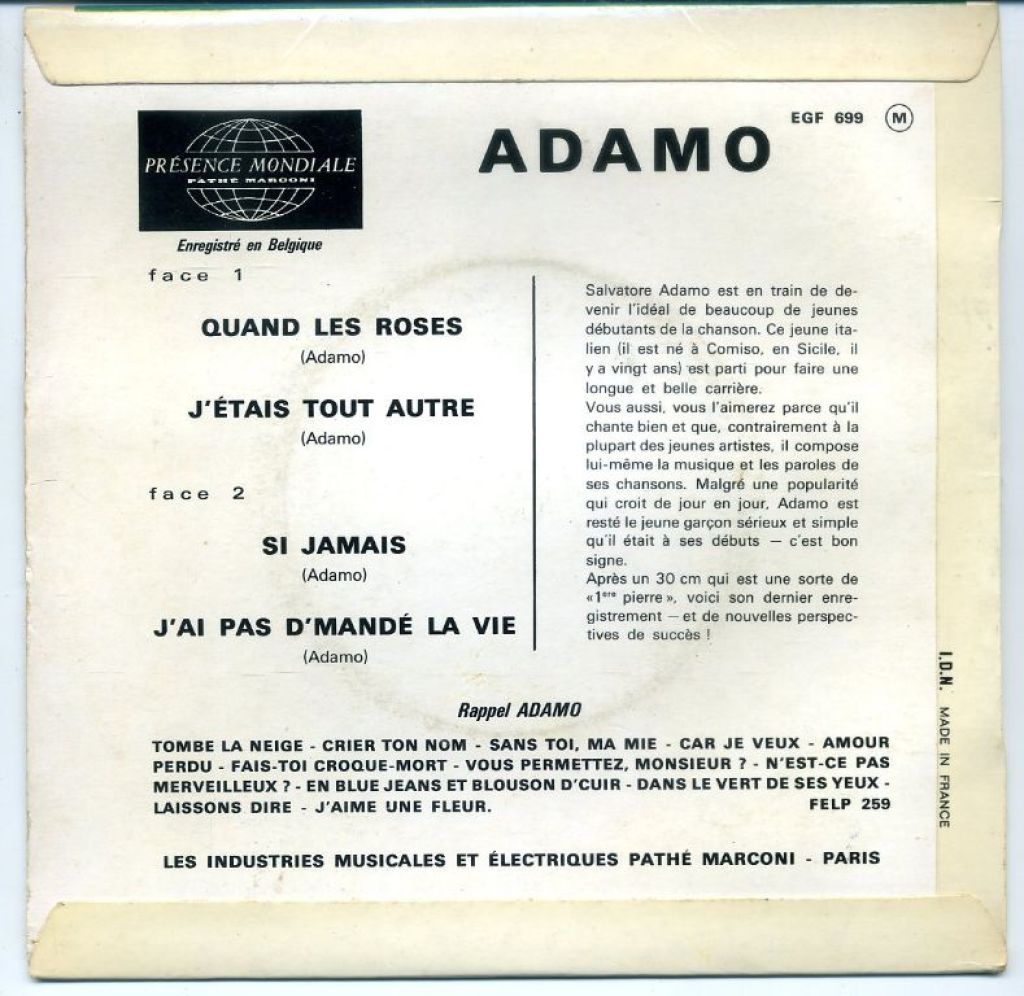 EGF 699 M
ADAMO
PRÉSENCE MONDIALE
PATHÉ MARCONI
Enregistré en Belgique
face 1
QUAND LES ROSES
(Adamo)
J'ÉTAIS TOUT AUTRE
(Adamo)
face 2
SI JAMAIS
(Adamo)
J'AI PAS D'MANDÉ LA VIE
(Adamo)
Salvatore Adamo est en train de de-
venir l'idéal de beaucoup de jeunes
débutants de la chanson. Ce jeune ita-
lien (il est né à Comiso, en Sicile, il
y a vingt ans) est parti pour faire une
longue et belle carrière.
Vous aussi, vous l'aimerez parce qu'il
chante bien et que, contrairement à la
plupart des jeunes artistes, il compose
lui-même la musique et les paroles de
ses chansons. Malgré une popularité
qui croit de jour en jour, Adamo est
resté le jeune garçon sérieux et simple
qu'il était à ses débuts — c'est bon
signe.
Après un 30 cm qui est une sorte de
«1ère pierre», voici son dernier enre-
gistrement — et de nouvelles perspec-
tives de succès !
Rappel ADAMO
TOMBE LA NEIGE - CRIER TON NOM - SANS TOI, MA MIE - CAR JE VEUX - AMOUR
PERDU - FAIS-TOI CROQUE-MORT - VOUS PERMETTEZ, MONSIEUR ? - N'EST-CE PAS
MERVEILLEUX ? - EN BLUE JEANS ET BLOUSON D'CUIR - DANS LE VERT DE SES YEUX -
LAISSONS DIRE - J'AIME UNE FLEUR. FELP 259
LES INDUSTRIES MUSICALES ET ÉLECTRIQUES PATHÉ MARCONI - PARIS
I.D.N. MADE IN FRANCE